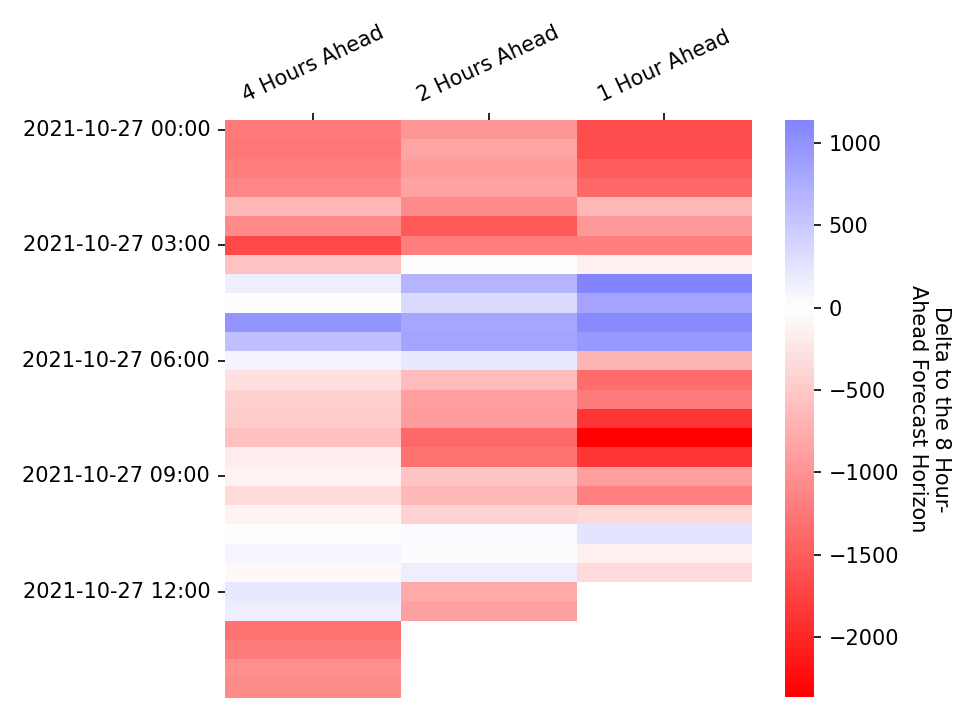 4 Hours Ahead
2 Hours Ahead
1 Hour Ahead
2021-10-27 00:00
2021-10-27 03:00
2021-10-27 06:00
2021-10-27 09:00
2021-10-27 12:00
1000
500
0
−500
−1000
−1500
−2000
Delta to the 8 Hour-
Ahead Forecast Horizon